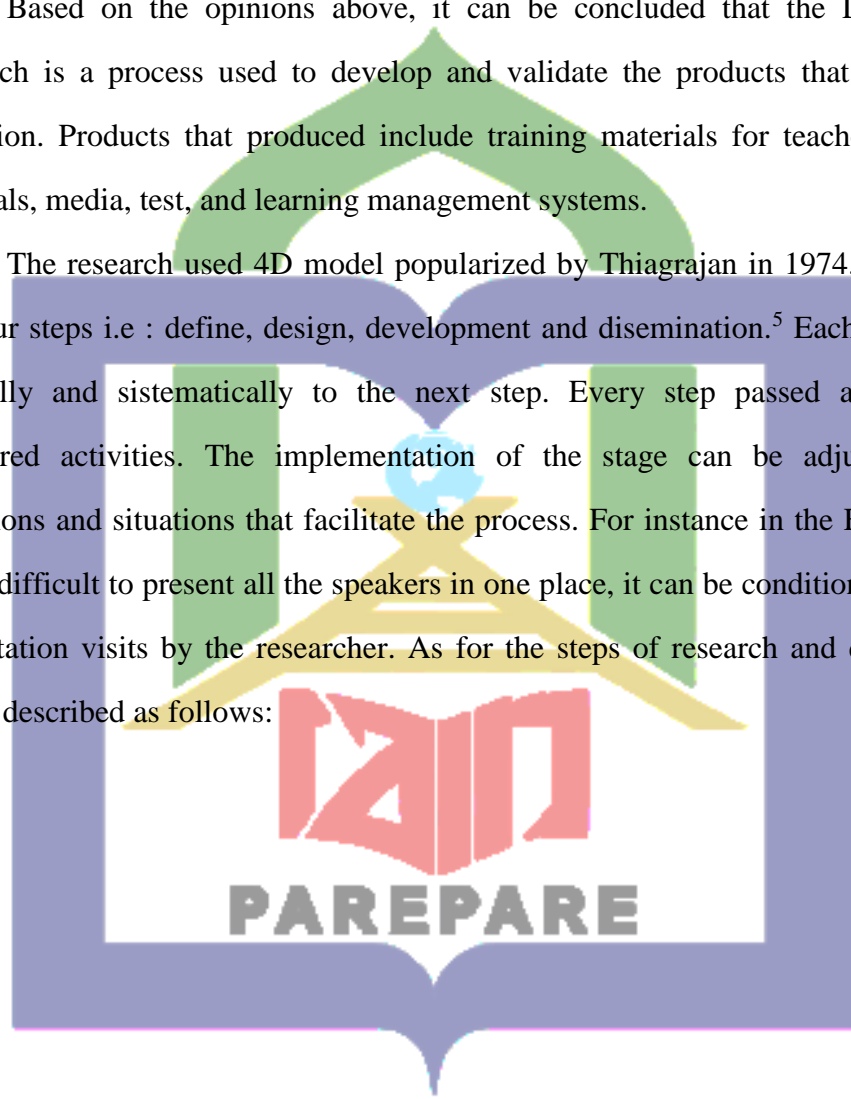 Based on the opinions above, it can be concluded that the
ch is a process used to develop and validate the products that
ion. Products that produced include training materials for teach
als, media, test, and learning management systems.
The research used 4D model popularized by Thiagrajan in 1974.
ur steps i.e : define, design, development and disemination.5 Each
lly and sistematically to the next step. Every step passed a
red activities. The implementation of the stage can be adju
ions and situations that facilitate the process. For instance in the
difficult to present all the speakers in one place, it can be condition
tation visits by the researcher. As for the steps of research and
described as follows:
iain
PAREPARE